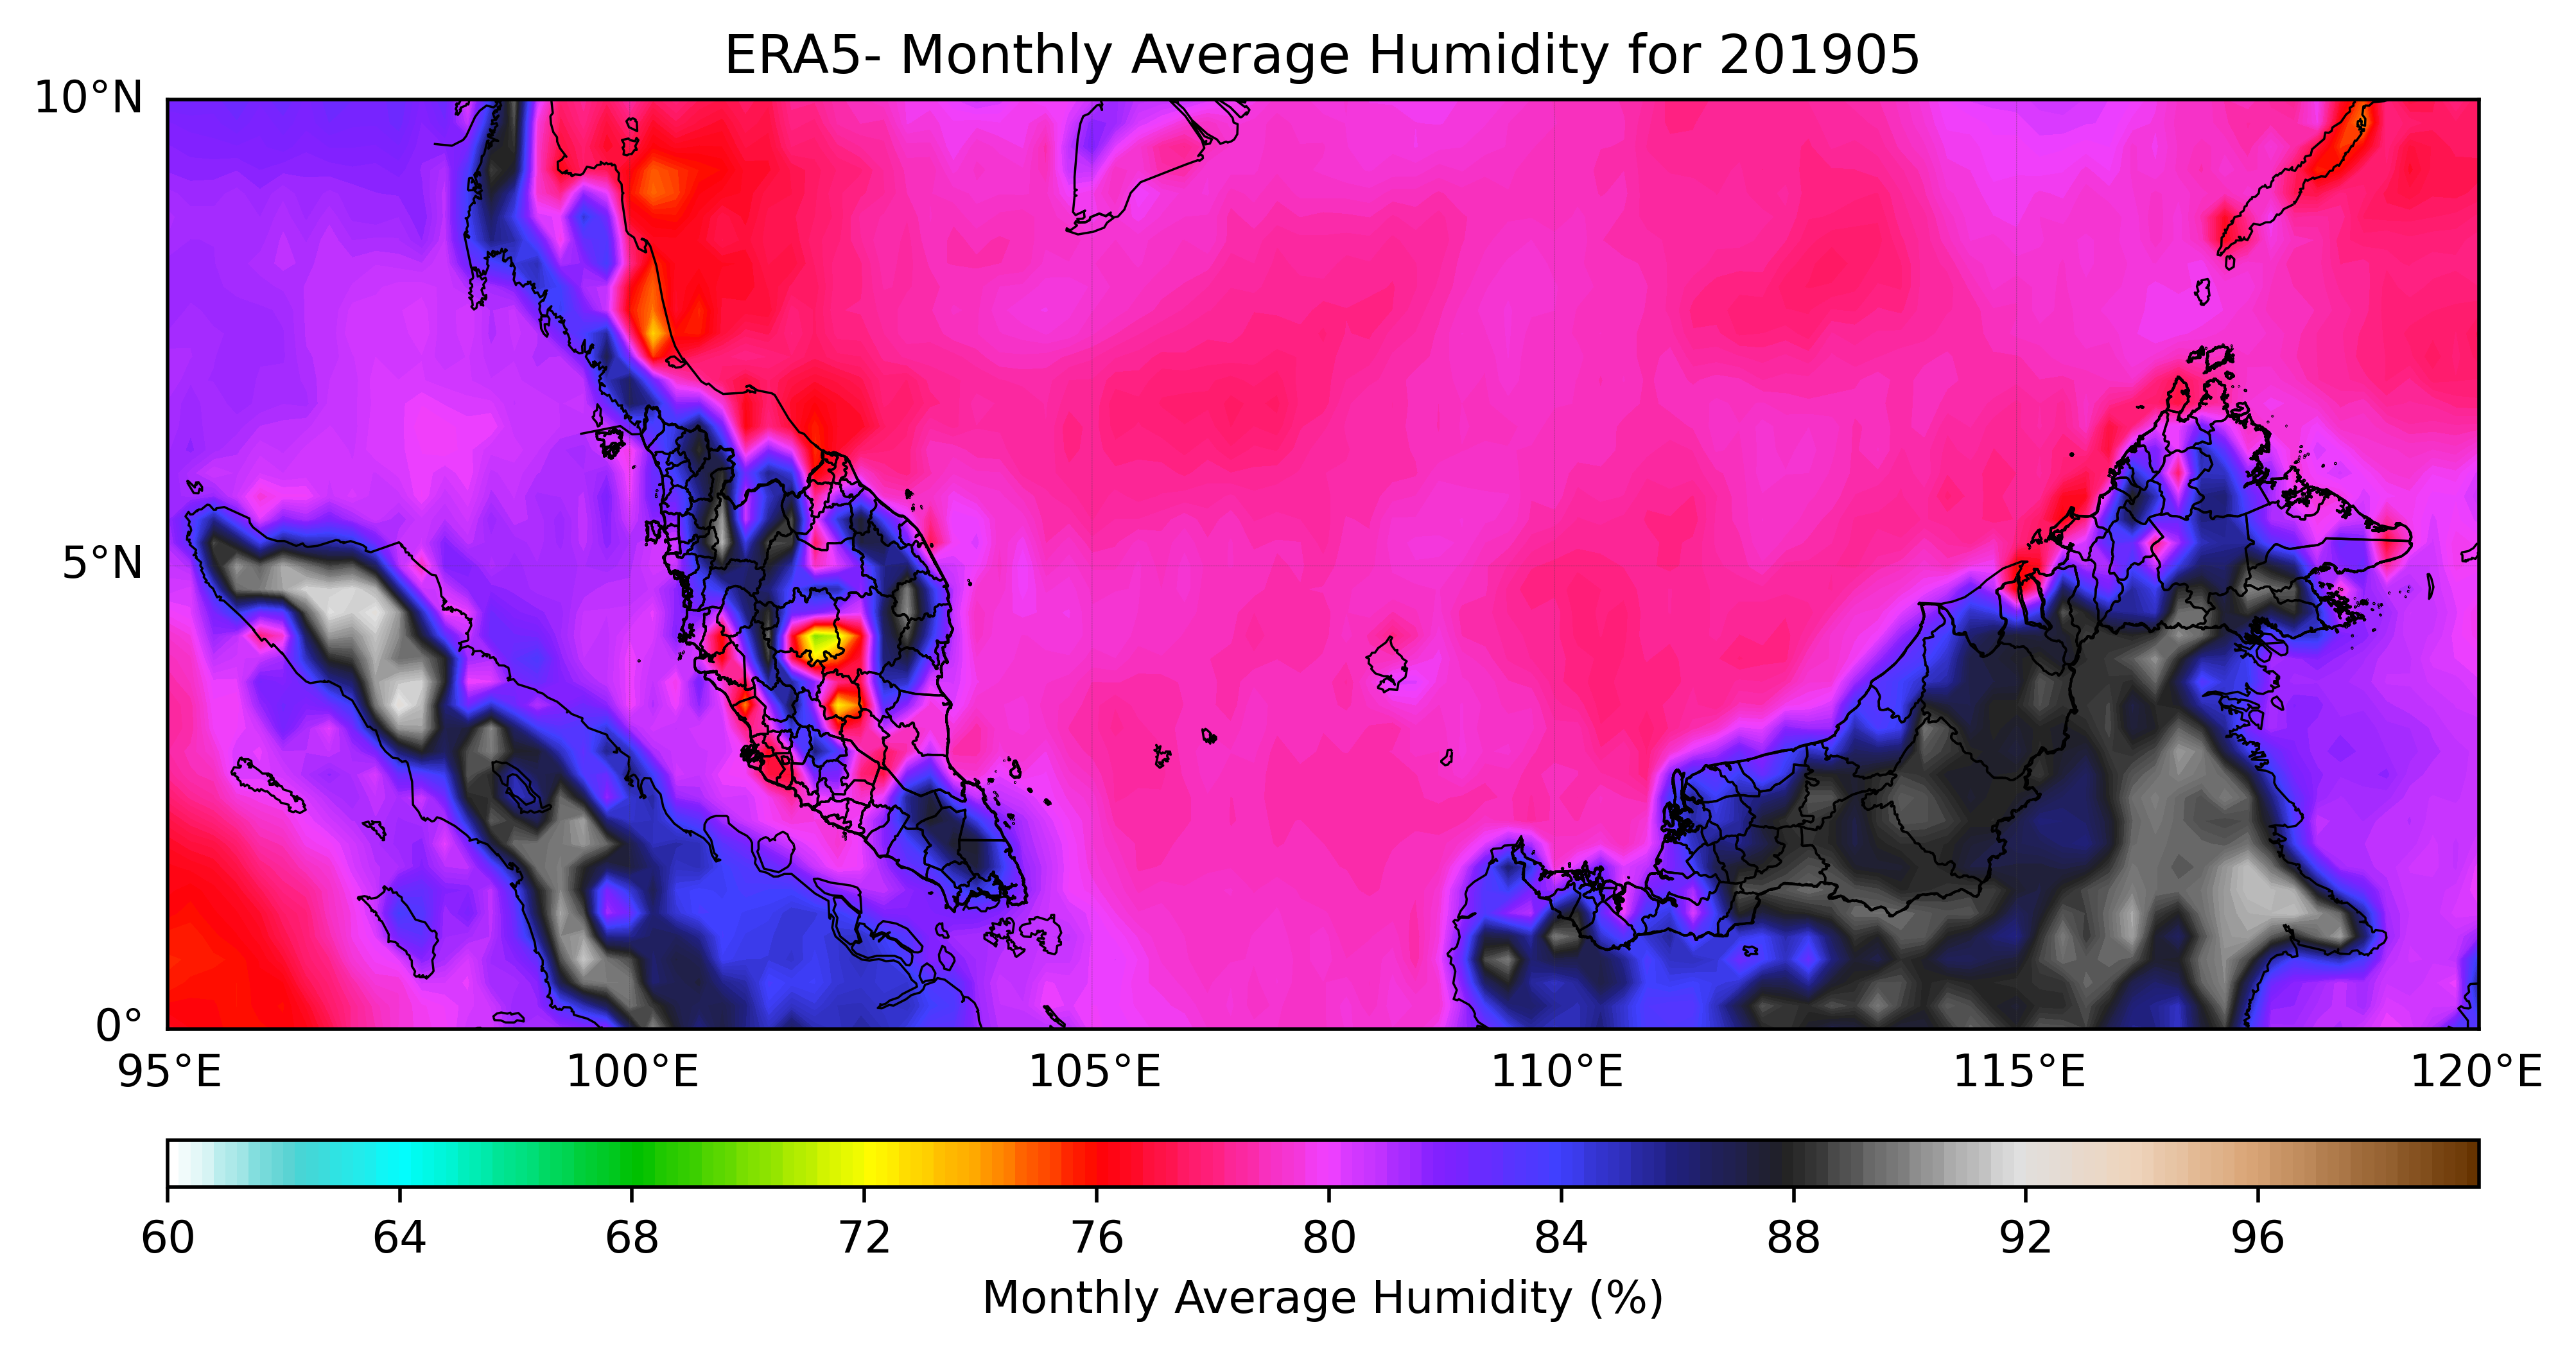 ERA5- Monthly Average Humidity for 201905
10°N
5°N
0°
95°E 100°E 105°E 110°E 115°E 120°E
60 64 68 72 76 80 84 88 92 96
Monthly Average Humidity (%)